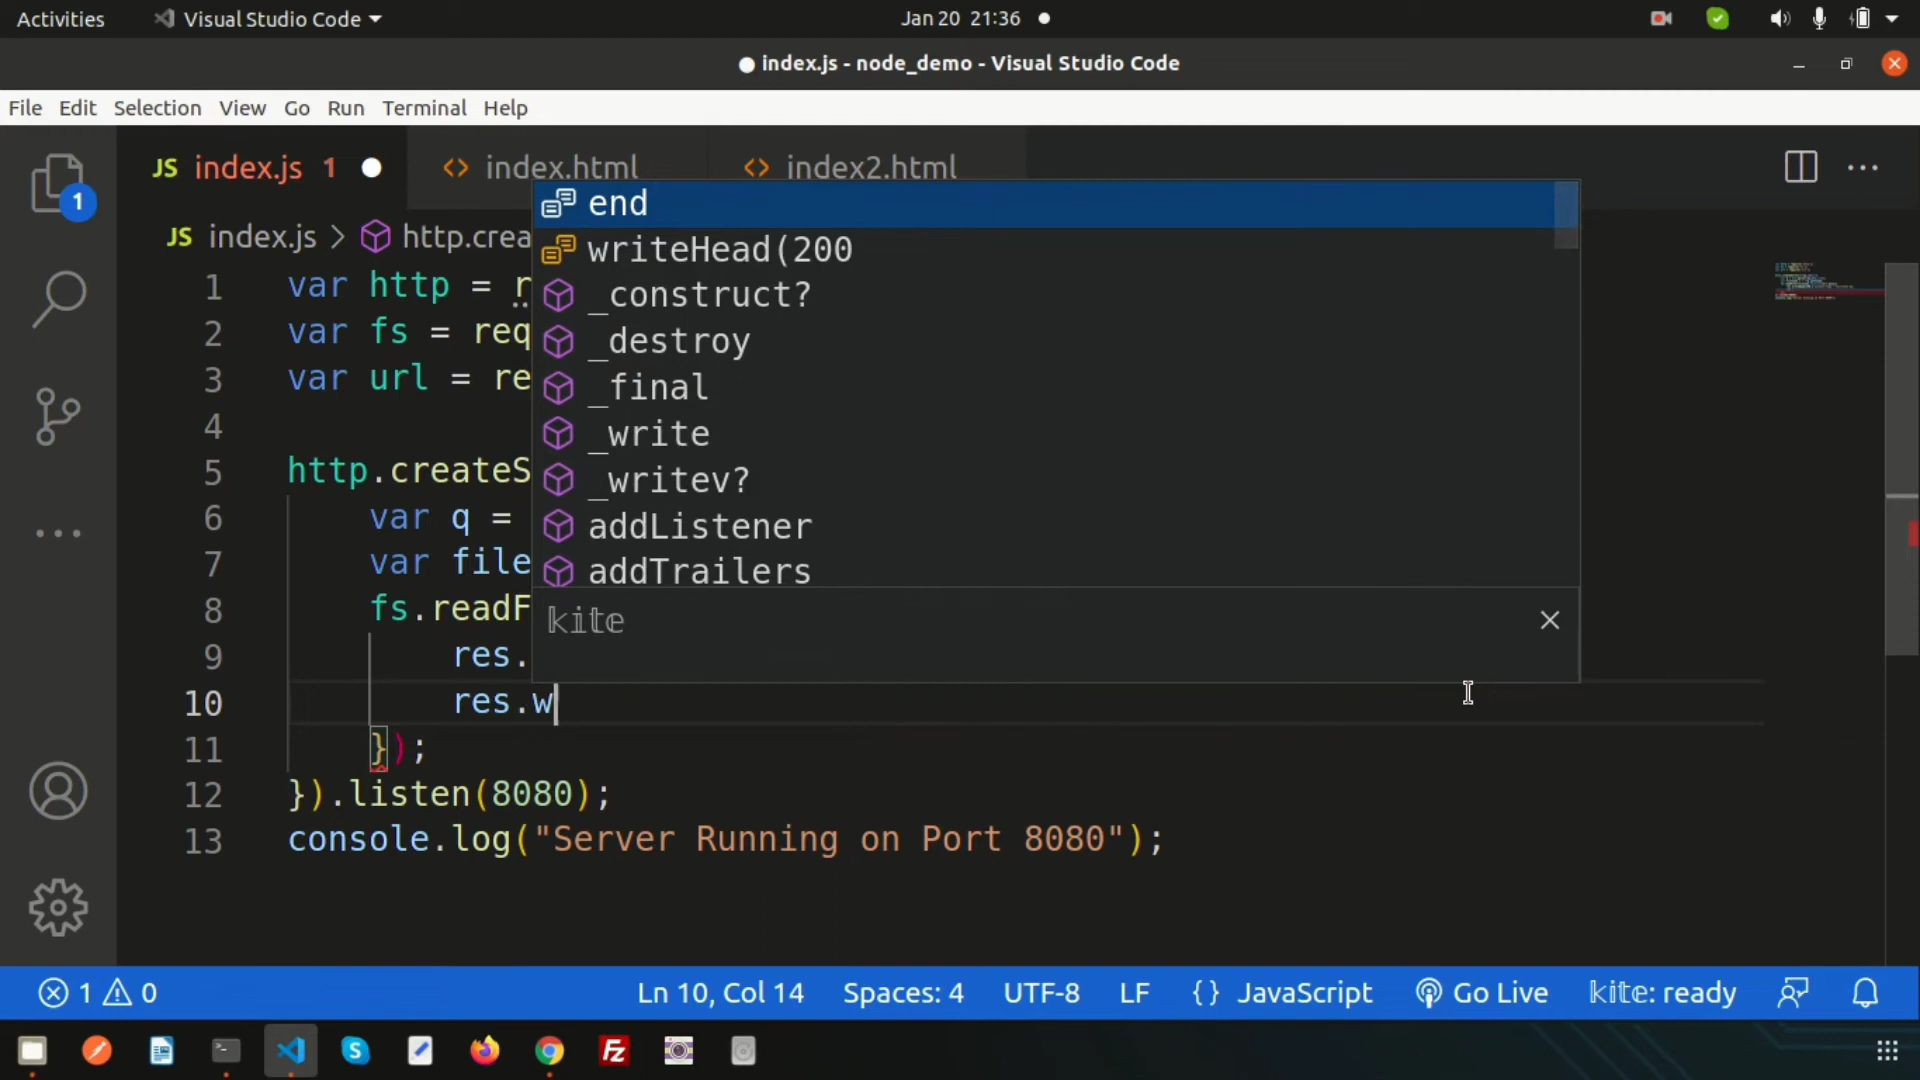 Activities Visual Studio Code Jan 20 21:36
index.js - node_demo - Visual Studio Code
File Edit Selection View Go Run Terminal Help
JS index.js 1 index.html index2.html
1
JS index.js > http.crea
end
writeHead(200
_construct?
_destroy
_final
_write
_writev?
addListener
addTrailers
kite
1 var http = r
2 var fs = req
3 var url = re
4
5 http.createS
6 var q =
7 var file
8 fs.readF
9 res.
10 res.w
11 });
12 }).listen(8080);
13 console.log("Server Running on Port 8080");
1 0 Ln 10, Col 14 Spaces: 4 UTF-8 LF {} JavaScript Go Live kite: ready